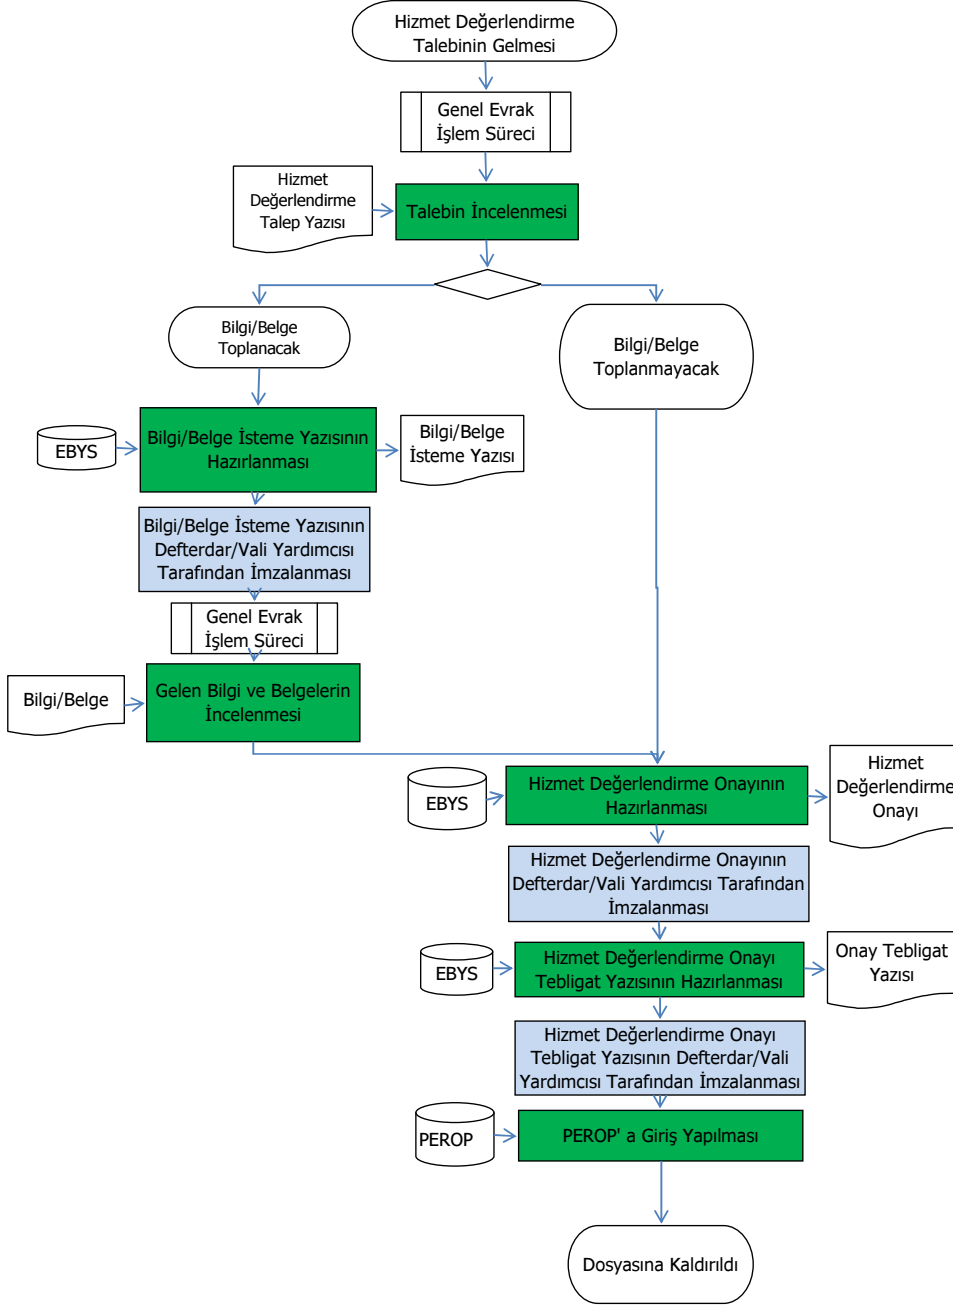 Hizmet Değerlendirme
Talebinin Gelmesi
Genel Evrak
İşlem Süreci
Hizmet
Değerlendirme
Talep Yazısı
Talebin İncelenmesi
Bilgi/Belge
Toplanacak
Bilgi/Belge
Toplanmayacak
EBYS
Bilgi/Belge İsteme Yazısının
Hazırlanması
Bilgi/Belge
İsteme Yazısı
Bilgi/Belge İsteme Yazısının
Defterdar/Vali Yardımcısı
Tarafından İmzalanması
Genel Evrak
İşlem Süreci
Bilgi/Belge
Gelen Bilgi ve Belgelerin
İncelenmesi
EBYS
Hizmet Değerlendirme Onayının
Hazırlanması
Hizmet
Değerlendirme
Onayı
Hizmet Değerlendirme Onayının
Defterdar/Vali Yardımcısı Tarafından
İmzalanması
EBYS
Hizmet Değerlendirme Onayı
Tebligat Yazısının Hazırlanması
Onay Tebligat
Yazısı
Hizmet Değerlendirme Onayı
Tebligat Yazısının Defterdar/Vali
Yardımcısı Tarafından İmzalanması
PEROP
PEROP' a Giriş Yapılması
Dosyasına Kaldırıldı